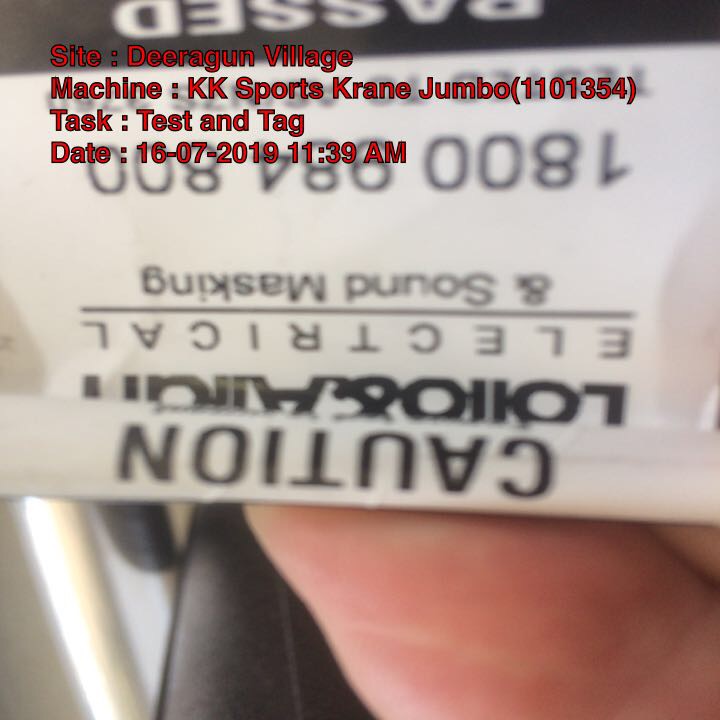 Site : Deeragun Village
Machine : KK Sports Krane Jumbo(1101354)
Task : Test and Tag
Date : 16-07-2019 11:39 AM
CAUTION
ELECTRICAL
& Sound Masking
1800 984 800
PASSED